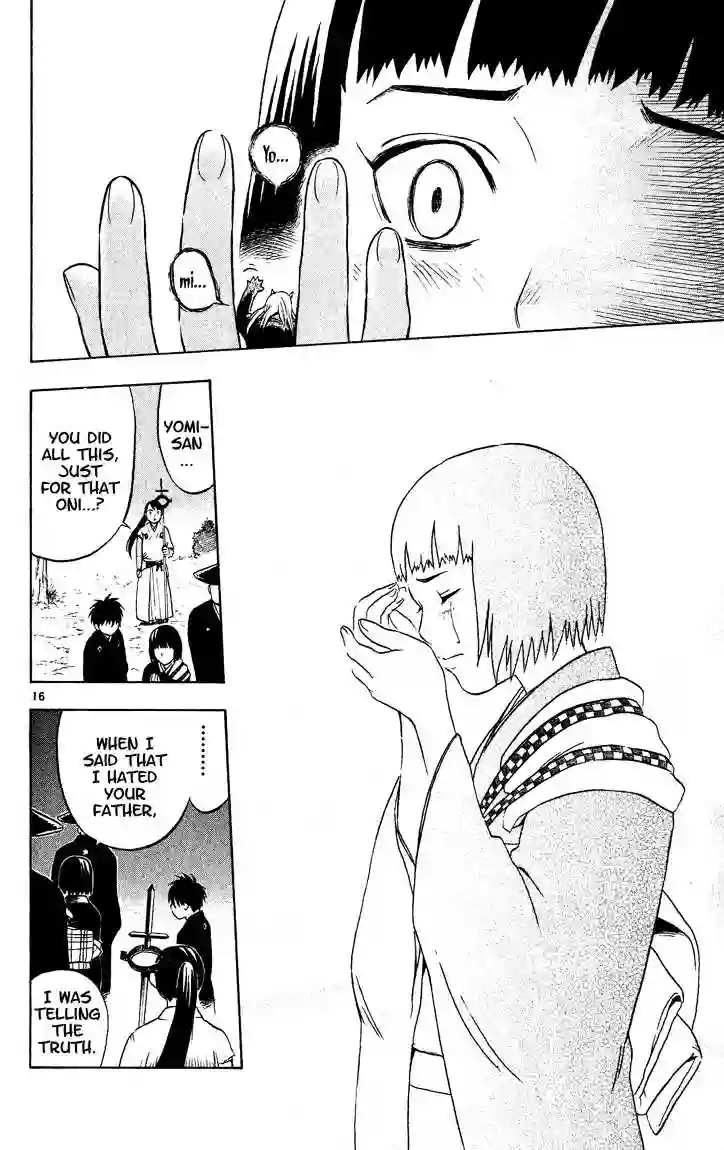 Yo...
mi...
YOMI-
SAN
...
YOU DID
ALL THIS,
JUST
FOR THAT
ONI...?
16
.........
WHEN I
SAID THAT
I HATED
YOUR
FATHER,
I WAS
TELLING
THE
TRUTH.